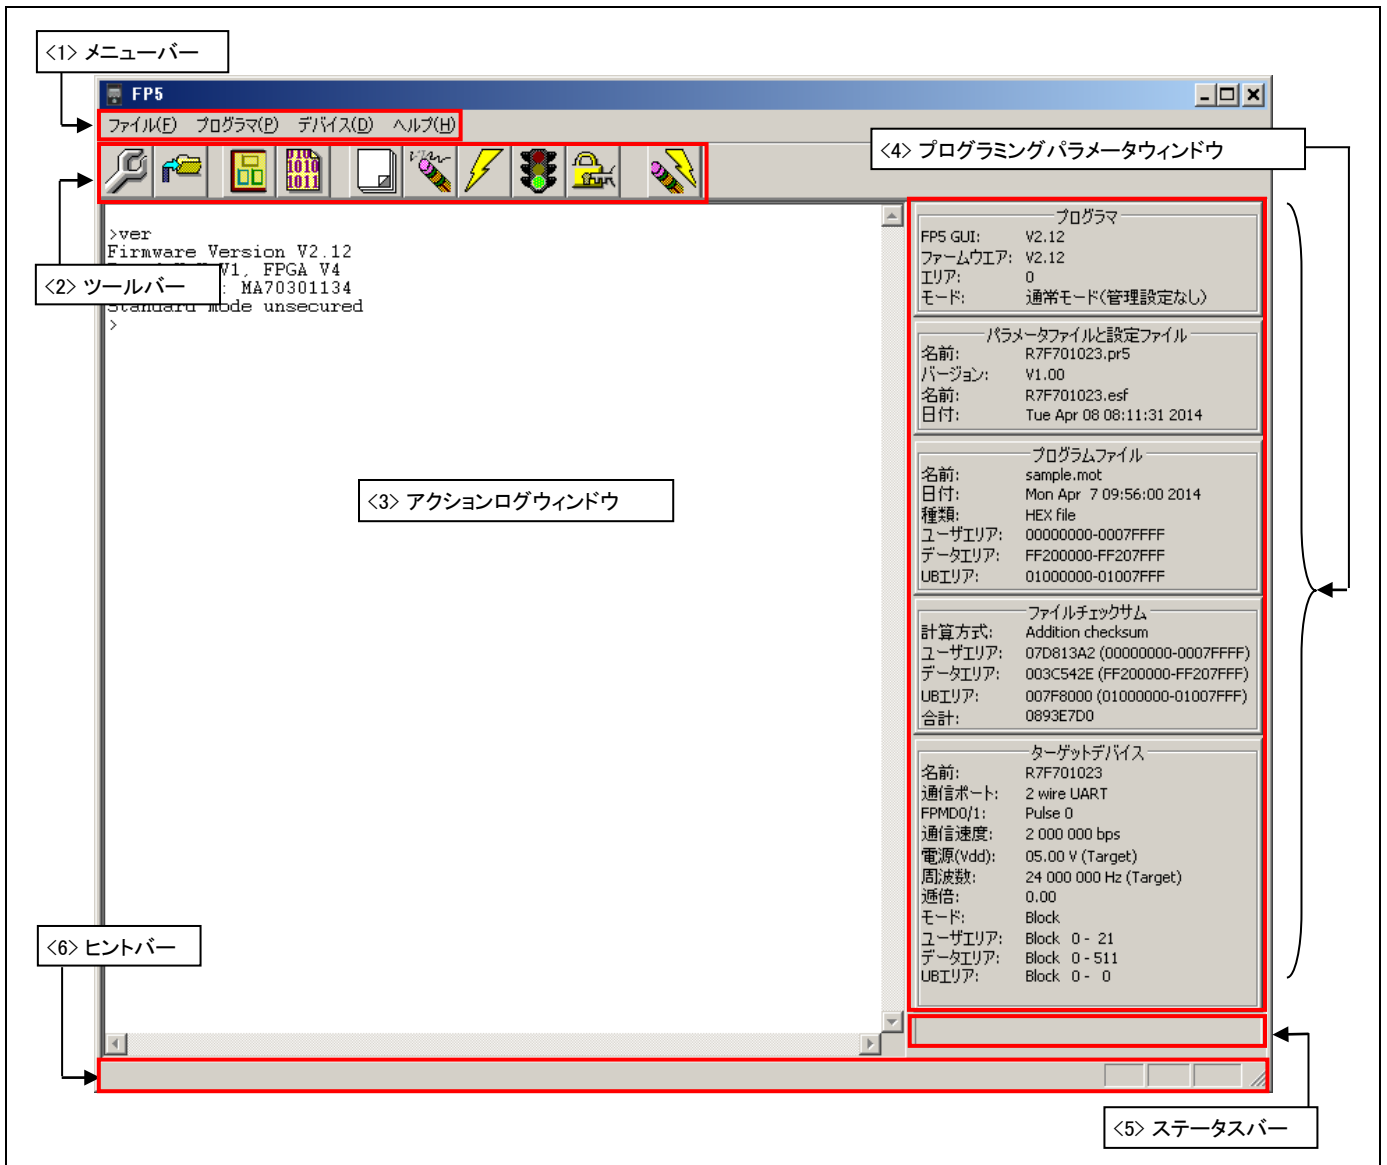 <1> メニューバー
FP5
ファイル(F) プログラマ(P) デバイス(D) ヘルプ(H)
<4> プログラミングパラメータウィンドウ
010
1010
1011
>ver
Firmware Version V2.12
V1, FPGA V4
: MA70301134
Standard mode unsecured
>
<2> ツールバー
<3> アクションログウィンドウ
プログラマ
FP5 GUI: V2.12
ファームウエア: V2.12
エリア: 0
モード: 通常モード(管理設定なし)
パラメータファイルと設定ファイル
名前: R7F701023.pr5
バージョン: V1.00
名前: R7F701023.esf
日付: Tue Apr 08 08:11:31 2014
プログラムファイル
名前: sample.mot
日付: Mon Apr 7 09:56:00 2014
種類: HEX file
ユーザエリア: 00000000-0007FFFF
データエリア: FF200000-FF207FFF
UBエリア: 01000000-01007FFF
ファイルチェックサム
計算方式: Addition checksum
ユーザエリア: 07D813A2 (00000000-0007FFFF)
データエリア: 003C542E (FF200000-FF207FFF)
UBエリア: 007F8000 (01000000-01007FFF)
合計: 0893E7D0
ターゲットデバイス
名前: R7F701023
通信ポート: 2 wire UART
FPMD0/1: Pulse 0
通信速度: 2 000 000 bps
電源(Vdd): 05.00 V (Target)
周波数: 24 000 000 Hz (Target)
逓倍: 0.00
モード: Block
ユーザエリア: Block 0 - 21
データエリア: Block 0 - 511
UBエリア: Block 0 - 0
<6> ヒントバー
<5> ステータスバー